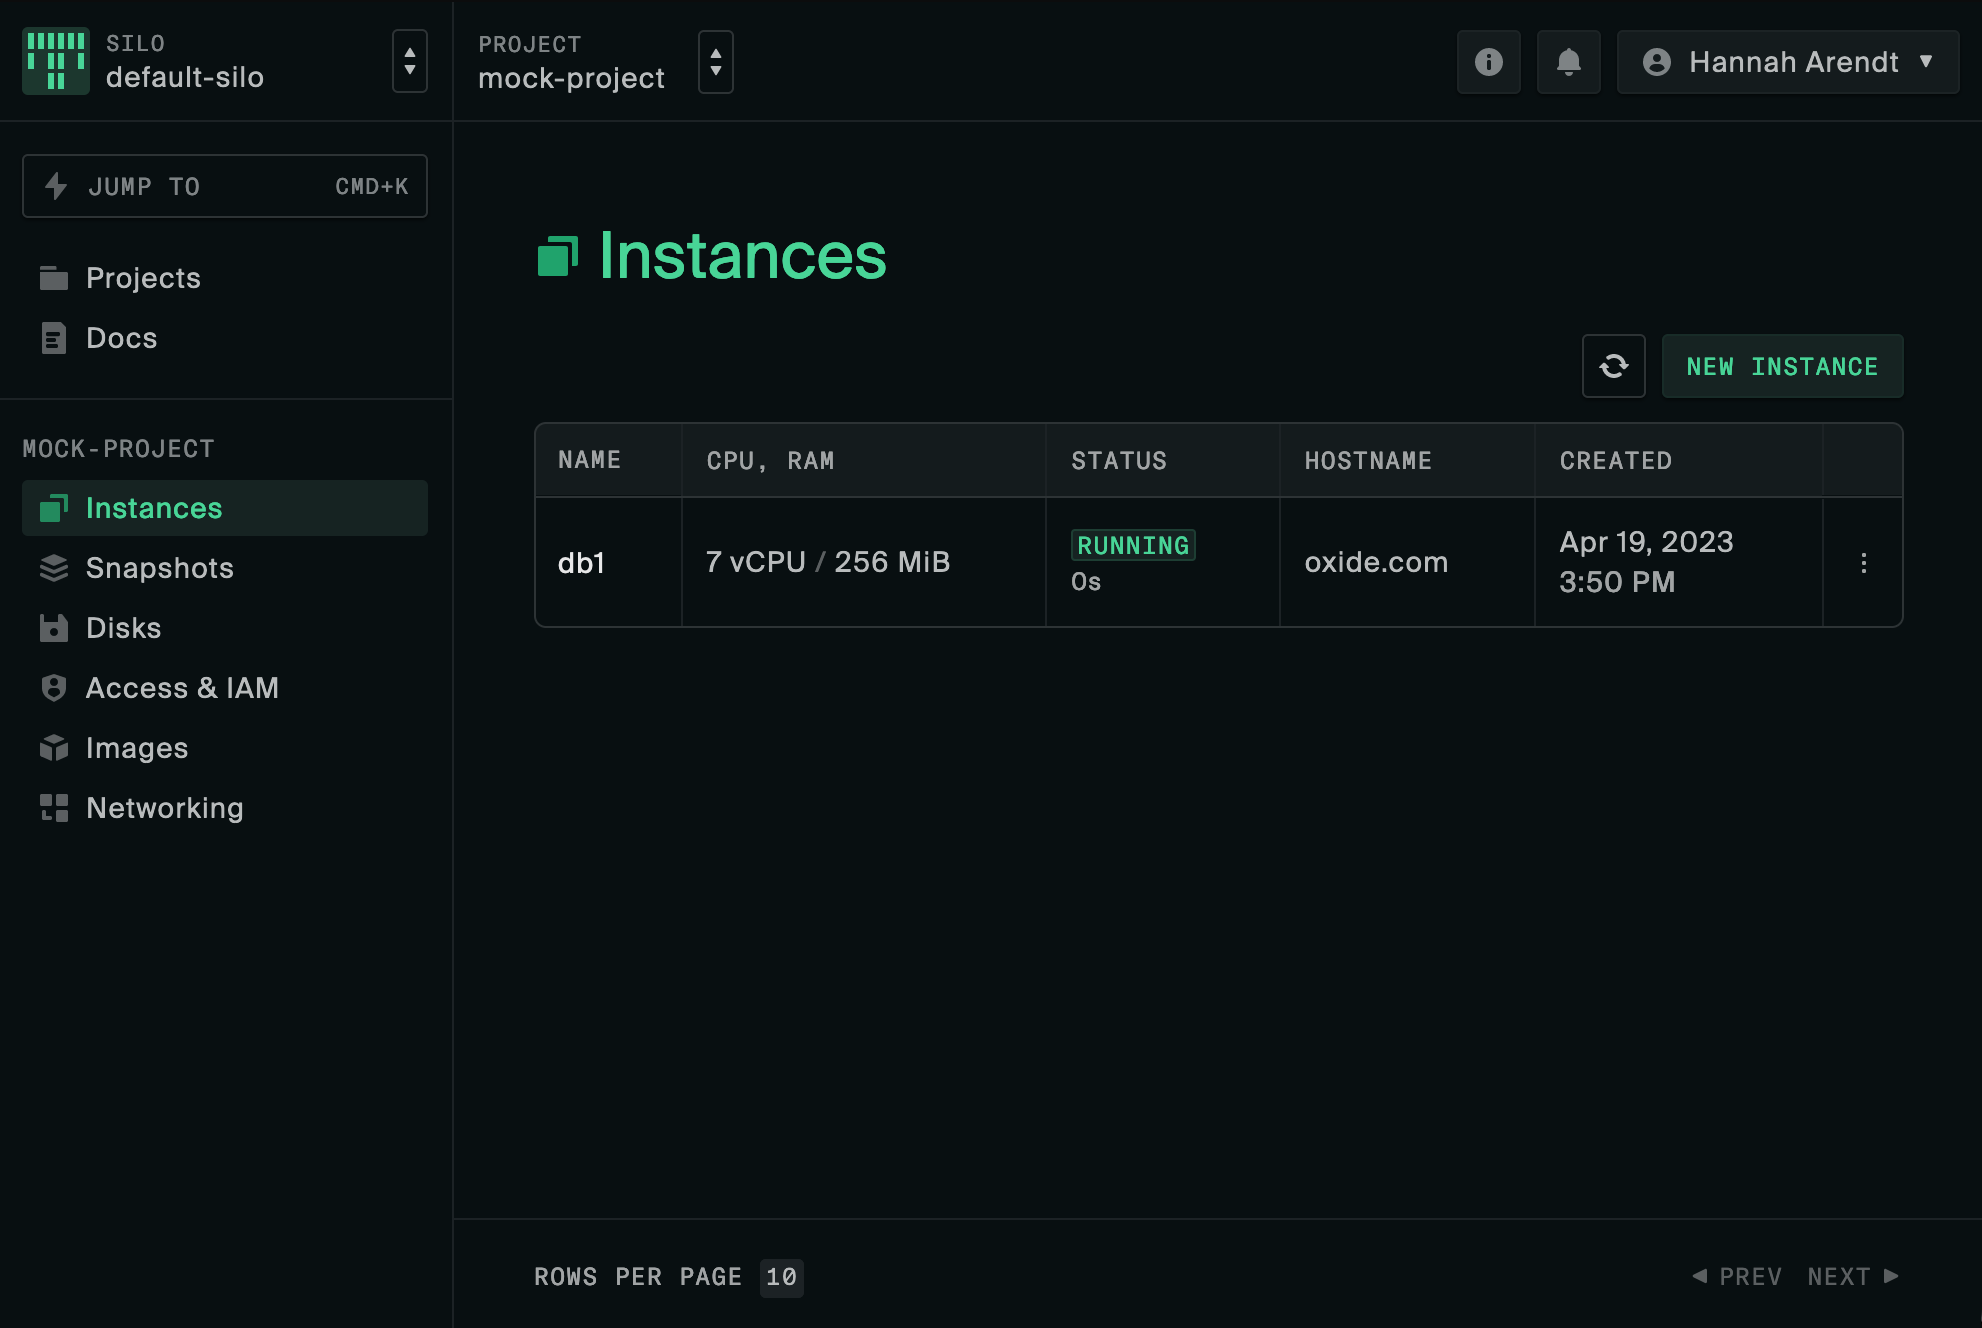 SILO
default-silo
PROJECT
mock-project
Hannah Arendt
JUMP TO CMD+K
Projects
Docs
MOCK-PROJECT
Instances
Snapshots
Disks
Access & IAM
Images
Networking
Instances
NEW INSTANCE
NAME CPU, RAM STATUS HOSTNAME CREATED
db1 7 vCPU / 256 MiB RUNNING 0s oxide.com Apr 19, 2023 3:50 PM
ROWS PER PAGE 10
PREV NEXT